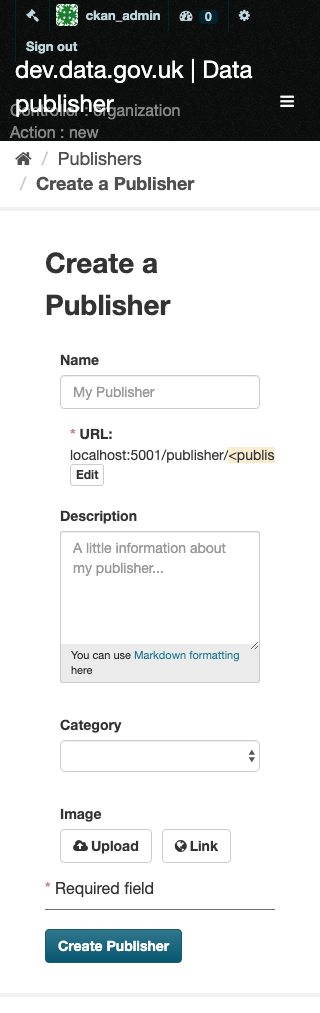 ckan_admin 0
Sign out
dev.data.gov.uk | Data
publisher
Controller : organization
Action : new
/ Publishers
/ Create a Publisher
Create a
Publisher
Name
My Publisher
* URL:
localhost:5001/publisher/<publis
Edit
Description
A little information about
my publisher...
You can use Markdown formatting
here
Category
Image
Upload Link
* Required field
Create Publisher